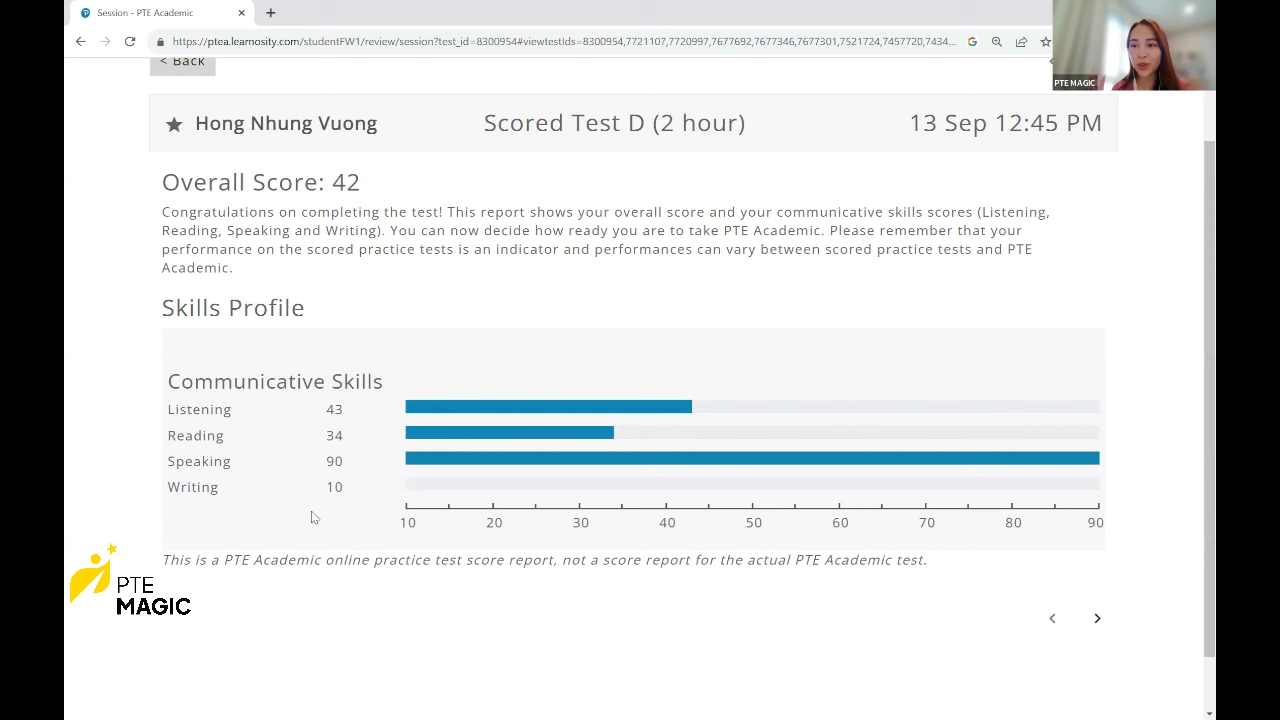 Session - PTE Academic
https://ptea.learnosity.com/studentFW1/review/session?test_id=8300954#viewtestIds=8300954,7721107,7720997,7677692,7677346,7677301,7521724,7457720,7434...
PTE MAGIC
< Back
Hong Nhung Vuong Scored Test D (2 hour) 13 Sep 12:45 PM
Overall Score: 42
Congratulations on completing the test! This report shows your overall score and your communicative skills scores (Listening,
Reading, Speaking and Writing). You can now decide how ready you are to take PTE Academic. Please remember that your
performance on the scored practice tests is an indicator and performances can vary between scored practice tests and PTE
Academic.
Skills Profile
Communicative Skills
Listening 43
Reading 34
Speaking 90
Writing 10
10 20 30 40 50 60 70 80 90
This is a PTE Academic online practice test score report, not a score report for the actual PTE Academic test.
PTE
MAGIC